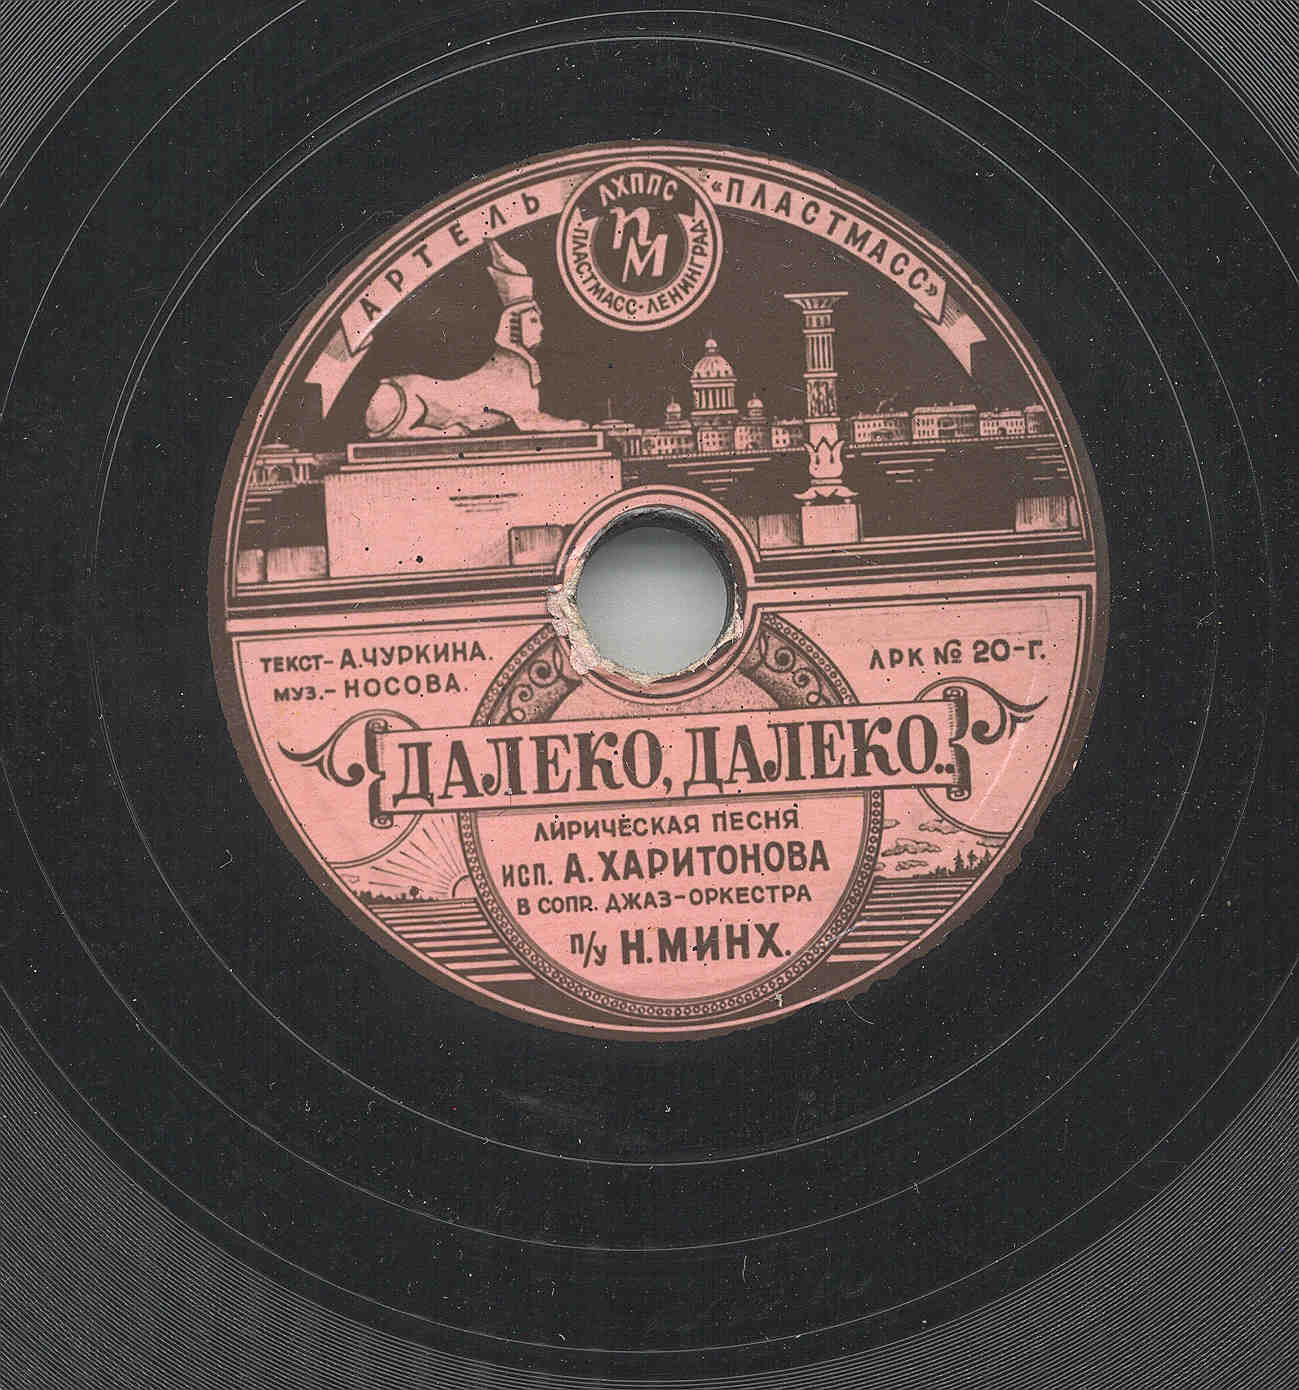 АРТЕЛЬ «ПЛАСТМАСС»
ЛХППС
ПМ
·ПЛАСТМАСС·ЛЕНИНГРАД·
ТЕКСТ-А.ЧУРКИНА.
МУЗ.-НОСОВА.
ЛРК № 20-Г.
ДАЛЕКО, ДАЛЕКО..
ЛИРИЧЕСКАЯ ПЕСНЯ
ИСП. А.ХАРИТОНОВА
В СОПР. ДЖАЗ-ОРКЕСТРА
П/У Н.МИНХ.